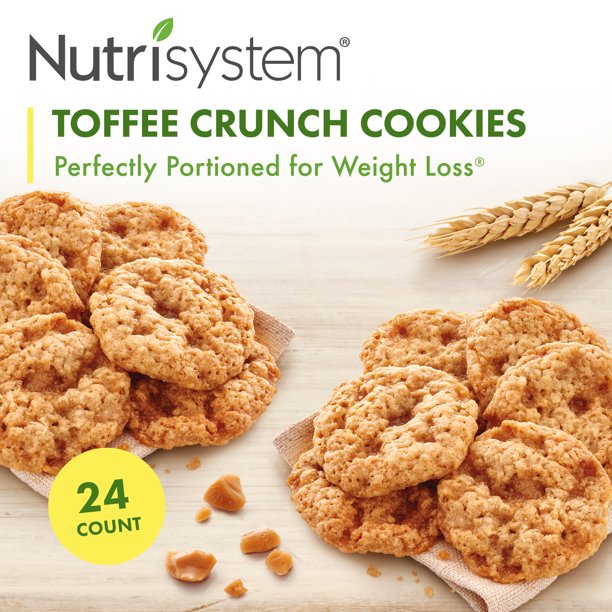 Nutrisystem®
TOFFEE CRUNCH COOKIES
Perfectly Portioned for Weight Loss®
24
COUNT